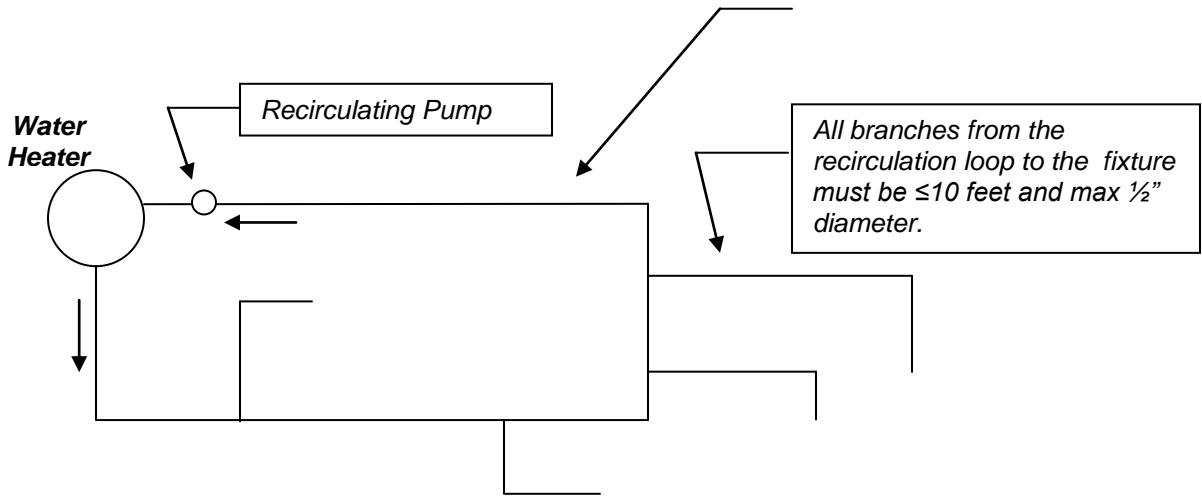 Recirculating Pump
Water
Heater
All branches from the
recirculation loop to the fixture
must be ≤10 feet and max ½”
diameter.